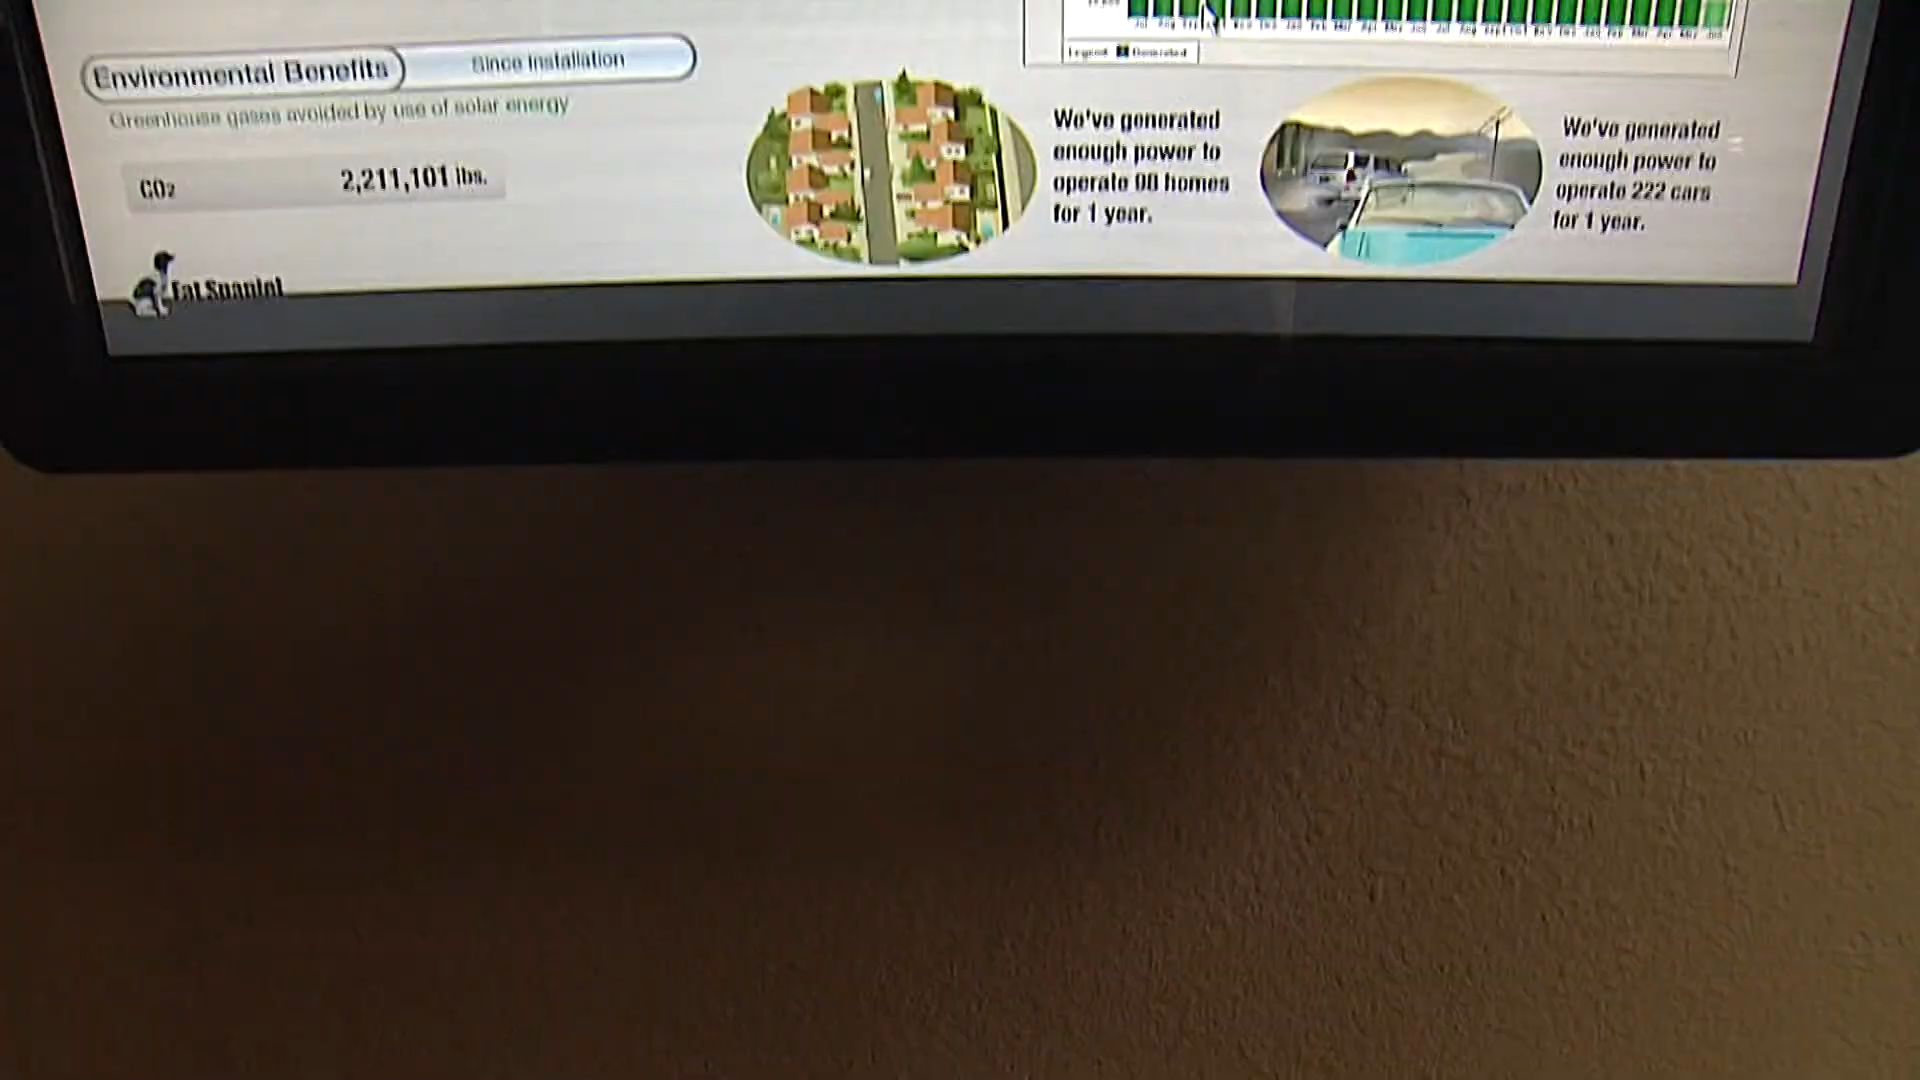 Legend Generated
Environmental Benefits Since Installation
Greenhouse gases avoided by use of solar energy
CO2 2,211,101 lbs.
We've generated
enough power to
operate homes
for 1 year.
We've generated
enough power to
operate 222 cars
for 1 year.
Fat Spaniel